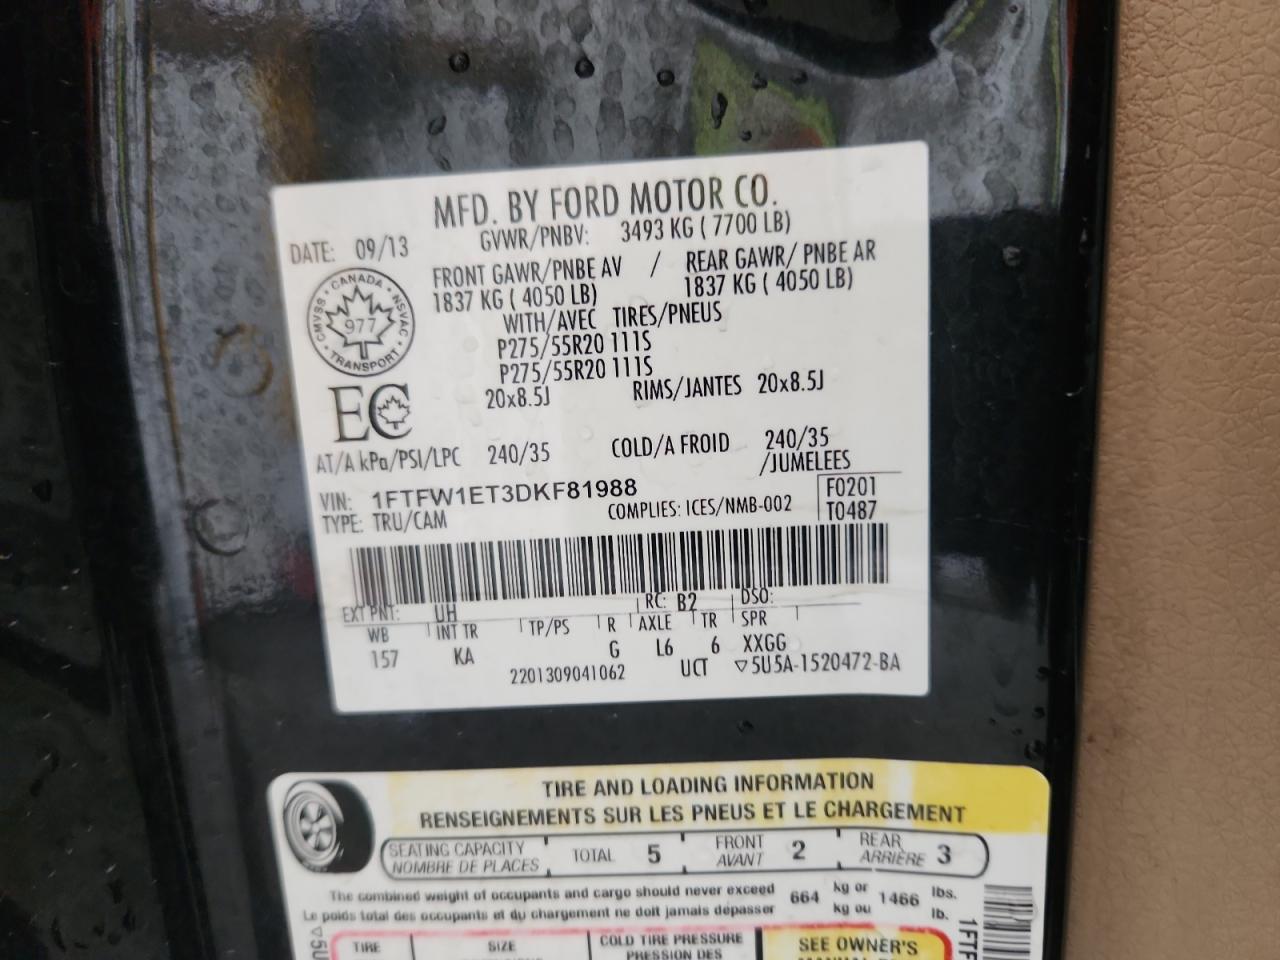 MFD. BY FORD MOTOR CO.
DATE: 09/13
GVWR/PNBV: 3493 KG ( 7700 LB)
FRONT GAWR/PNBE AV / REAR GAWR/ PNBE AR
1837 KG ( 4050 LB) 1837 KG ( 4050 LB)
WITH/AVEC TIRES/PNEUS
P275/55R20 111S
P275/55R20 111S
20x8.5J RIMS/JANTES 20x8.5J
CANADA
CMVSS 977 NSVAC
TRANSPORT
EC
AT/A kPa/PSI/LPC 240/35 COLD/A FROID 240/35
/JUMELEES
VIN: 1FTFW1ET3DKF81988 F0201
TYPE: TRU/CAM COMPLIES: ICES/NMB-002 T0487
EXT PNT: UH RC: B2 DSO:
WB INT TR TP/PS R AXLE TR SPR
157 KA G L6 6 XXGG
2201309041062 UCT ▽5U5A-1520472-BA
TIRE AND LOADING INFORMATION
RENSEIGNEMENTS SUR LES PNEUS ET LE CHARGEMENT
SEATING CAPACITY
NOMBRE DE PLACES TOTAL 5 FRONT AVANT 2 REAR ARRIÈRE 3
The combined weight of occupants and cargo should never exceed 664 kg or 1466 lbs.
Le poids total des occupants et du chargement ne doit jamais dépasser kg ou lb.
▽5U
1FTF
TIRE SIZE COLD TIRE PRESSURE SEE OWNER'S
PRESSION DES